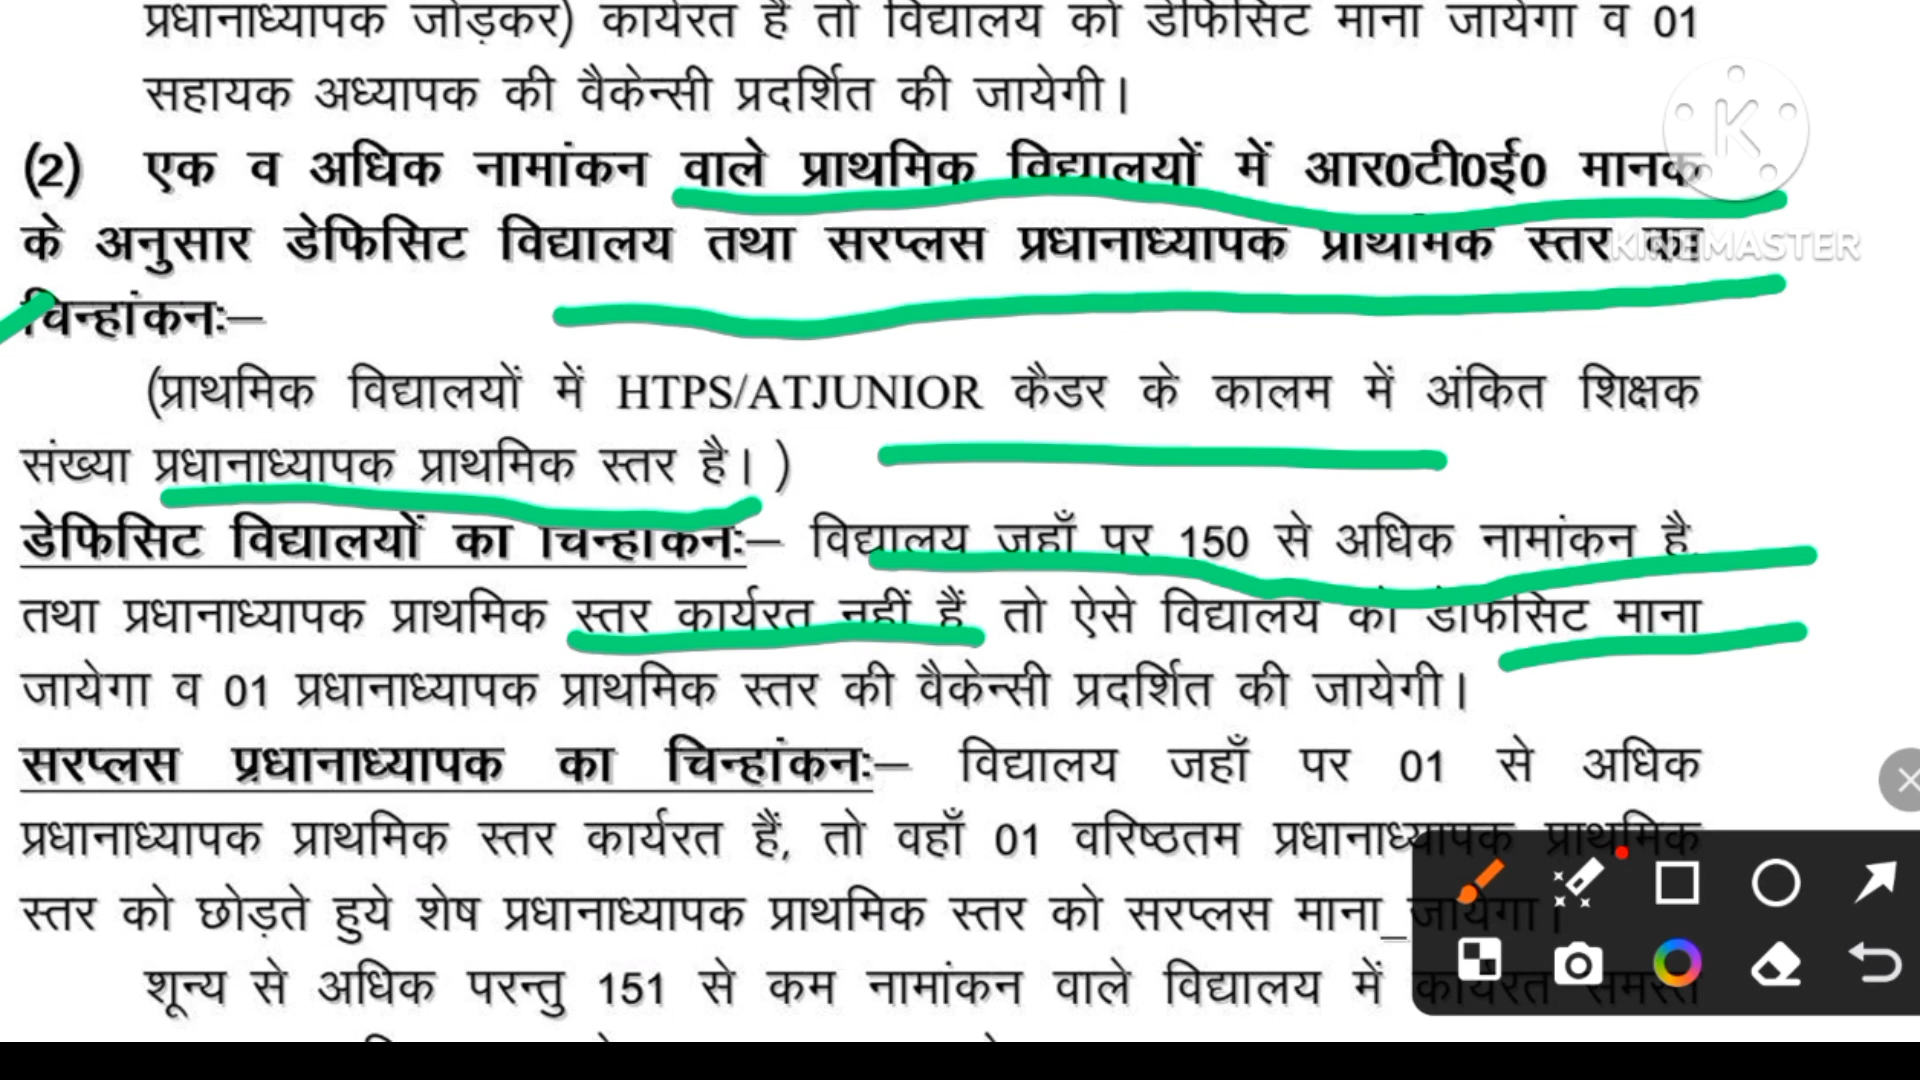 प्रधानाध्यापक जोड़कर) कार्यरत हैं तो विद्यालय को डेफिसिट माना जायेगा व 01
सहायक अध्यापक की वैकेन्सी प्रदर्शित की जायेगी।
(2) एक व अधिक नामांकन वाले प्राथमिक विद्यालयों में आर0टी0ई0 मानक
के अनुसार डेफिसिट विद्यालय तथा सरप्लस प्रधानाध्यापक प्राथमिक स्तर का
चिन्हांकनः–
(प्राथमिक विद्यालयों में HTPS/ATJUNIOR कैडर के कालम में अंकित शिक्षक
संख्या प्रधानाध्यापक प्राथमिक स्तर है। )
डेफिसिट विद्यालयों का चिन्हांकनः– विद्यालय जहाँ पर 150 से अधिक नामांकन है,
तथा प्रधानाध्यापक प्राथमिक स्तर कार्यरत नहीं हैं, तो ऐसे विद्यालय को डेफिसिट माना
जायेगा व 01 प्रधानाध्यापक प्राथमिक स्तर की वैकेन्सी प्रदर्शित की जायेगी।
सरप्लस प्रधानाध्यापक का चिन्हांकनः– विद्यालय जहाँ पर 01 से अधिक
प्रधानाध्यापक प्राथमिक स्तर कार्यरत हैं, तो वहाँ 01 वरिष्ठतम प्रधानाध्यापक प्राथमिक
स्तर को छोड़ते हुये शेष प्रधानाध्यापक प्राथमिक स्तर को सरप्लस माना_जायेगा।
शून्य से अधिक परन्तु 151 से कम नामांकन वाले विद्यालय में कार्यरत समस्त
K
KINEMASTER